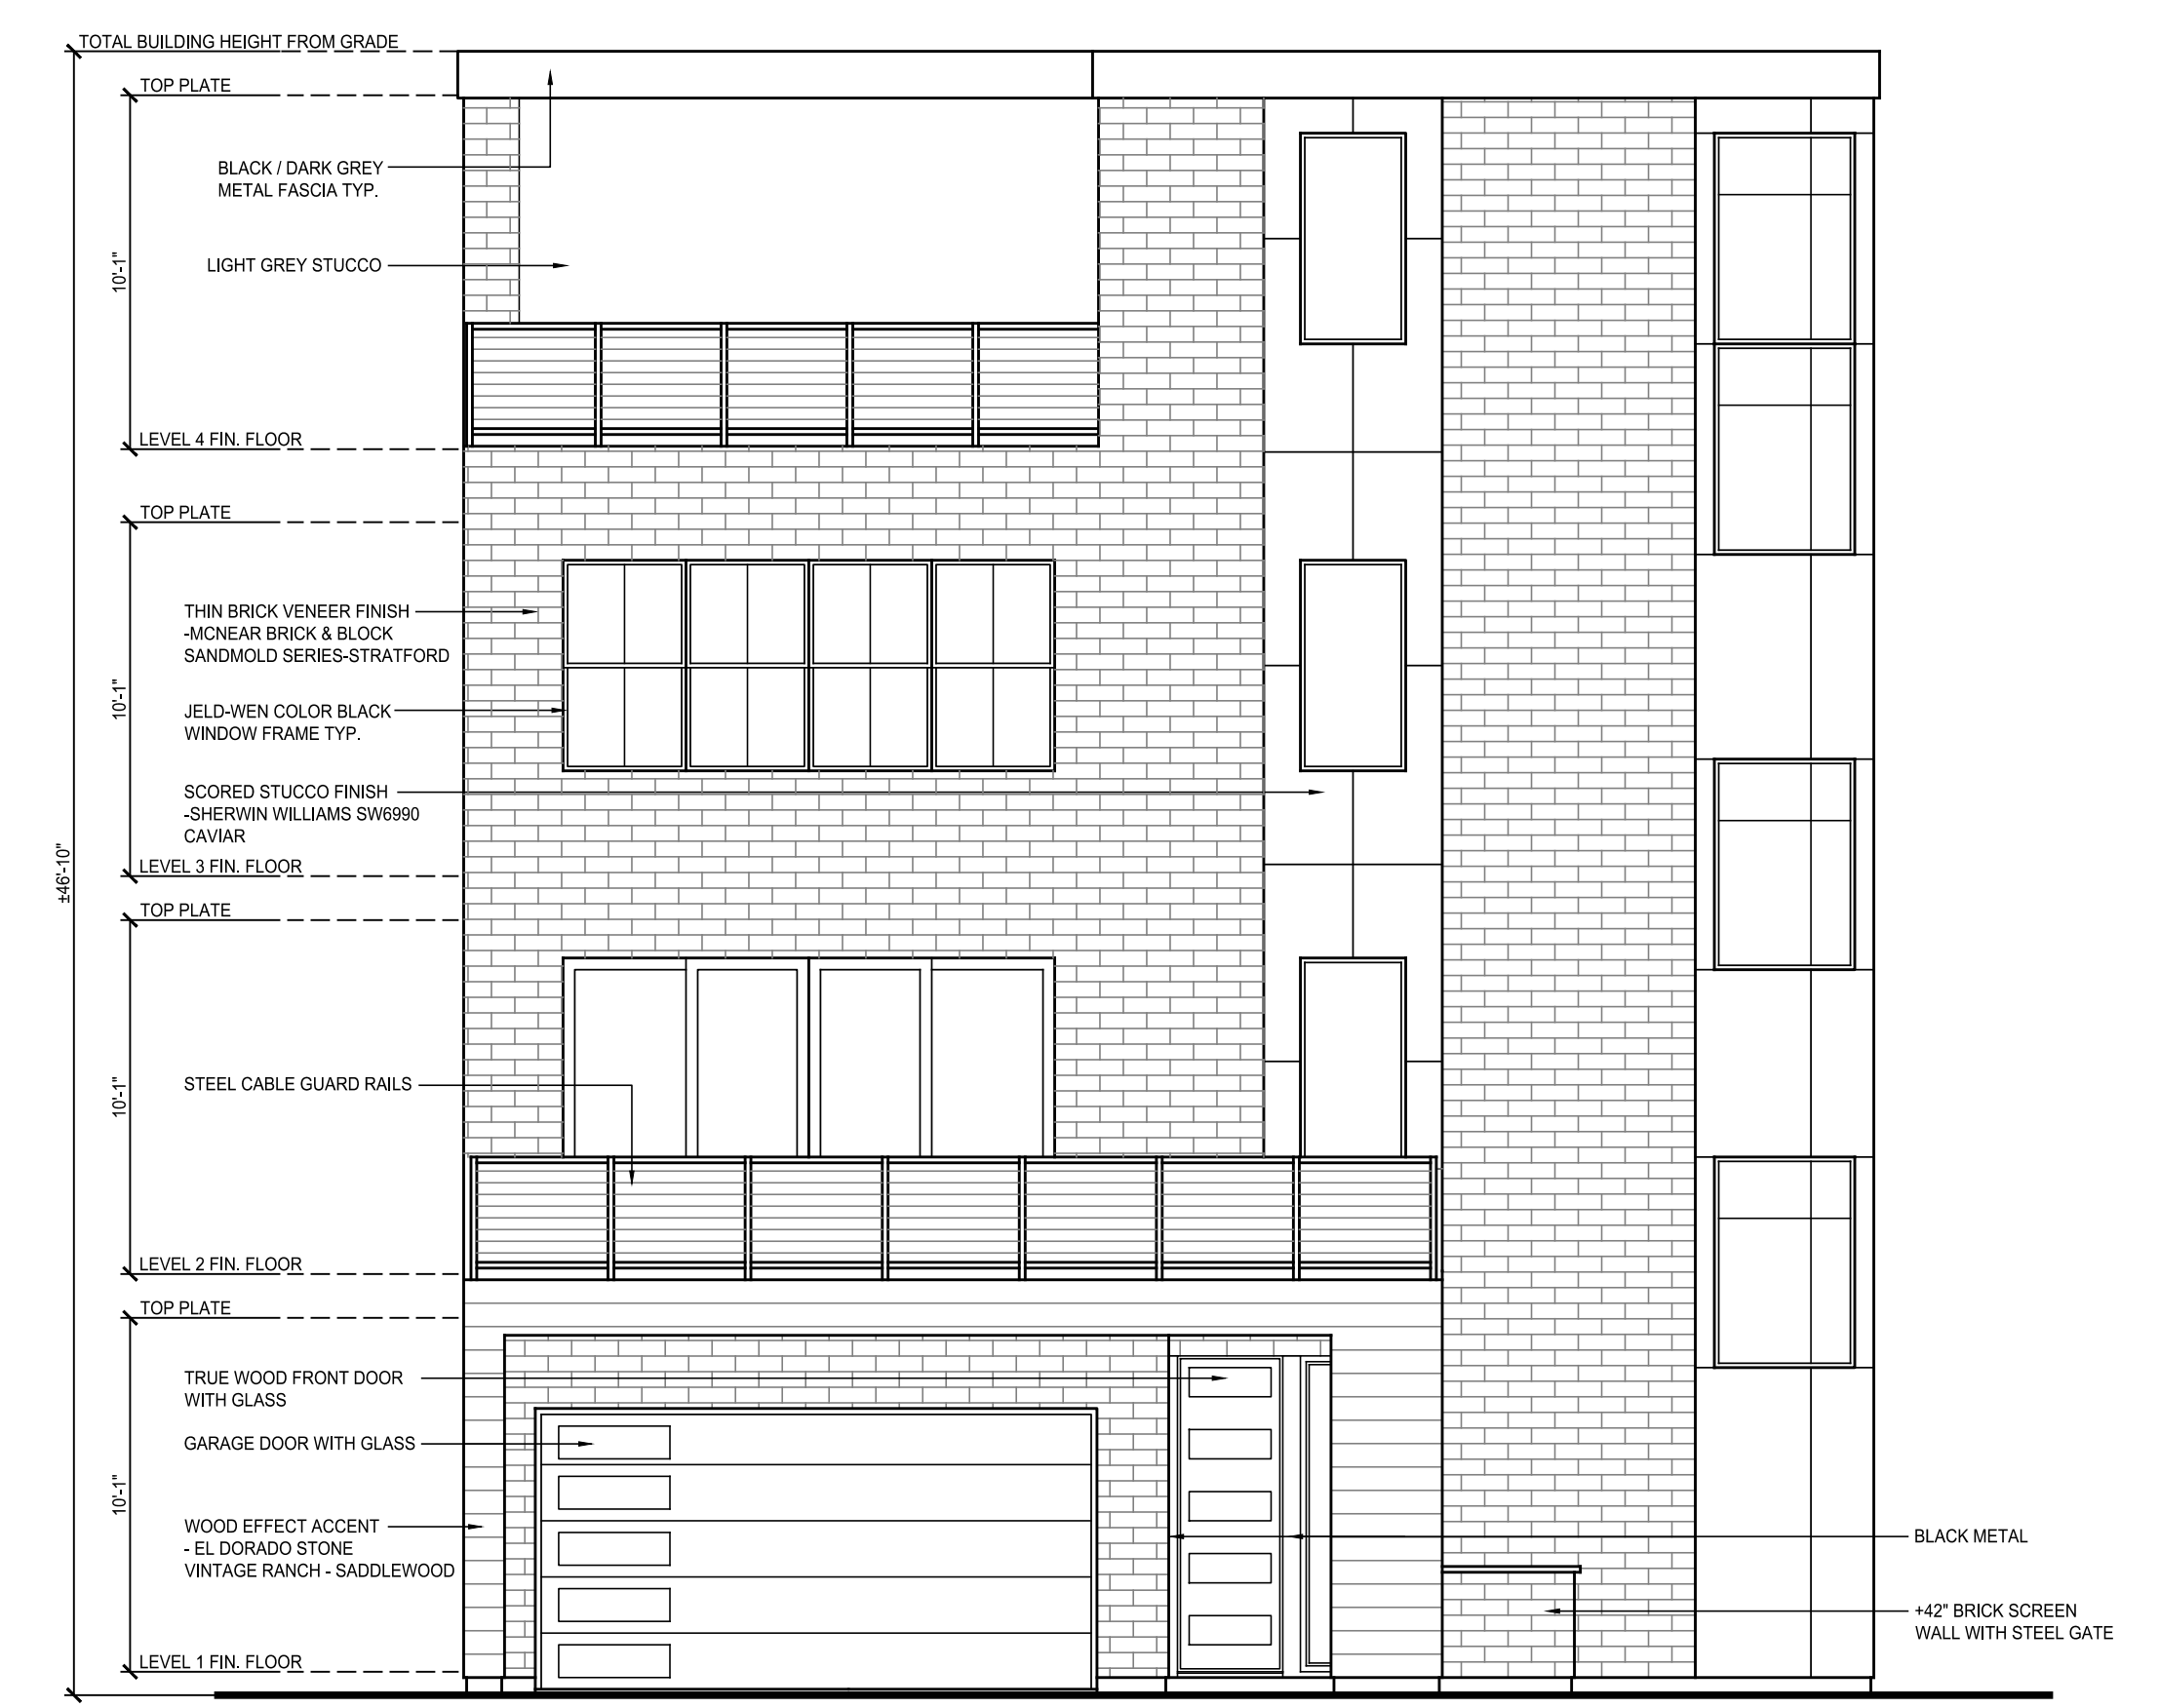 TOTAL BUILDING HEIGHT FROM GRADE
TOP PLATE
BLACK / DARK GREY
METAL FASCIA TYP.
LIGHT GREY STUCCO
10'-1"
LEVEL 4 FIN. FLOOR
TOP PLATE
THIN BRICK VENEER FINISH
-MCNEAR BRICK & BLOCK
SANDMOLD SERIES-STRATFORD
10'-1"
JELD-WEN COLOR BLACK
WINDOW FRAME TYP.
SCORED STUCCO FINISH
-SHERWIN WILLIAMS SW6990
CAVIAR
LEVEL 3 FIN. FLOOR
±46'-10"
TOP PLATE
STEEL CABLE GUARD RAILS
10'-1"
LEVEL 2 FIN. FLOOR
TOP PLATE
TRUE WOOD FRONT DOOR
WITH GLASS
GARAGE DOOR WITH GLASS
10'-1"
WOOD EFFECT ACCENT
- EL DORADO STONE
VINTAGE RANCH - SADDLEWOOD
BLACK METAL
+42" BRICK SCREEN
WALL WITH STEEL GATE
LEVEL 1 FIN. FLOOR